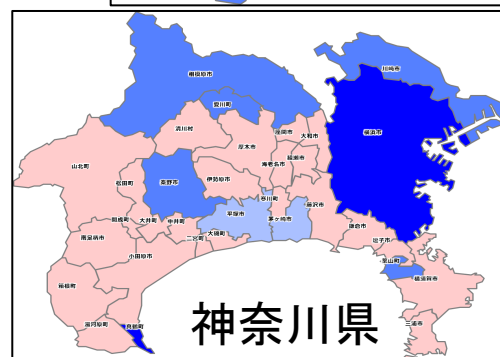 川崎市
相模原市
愛川町
横浜市
座間市
大和市
清川村
厚木市
海老名市
綾瀬市
山北町
松田町
秦野市
伊勢原市
寒川町
藤沢市
開成町
大井町
中井町
平塚市
茅ヶ崎市
鎌倉市
南足柄市
二宮町
大磯町
逗子市
小田原市
葉山町
箱根町
横須賀市
湯河原町
真鶴町
三浦市
神奈川県